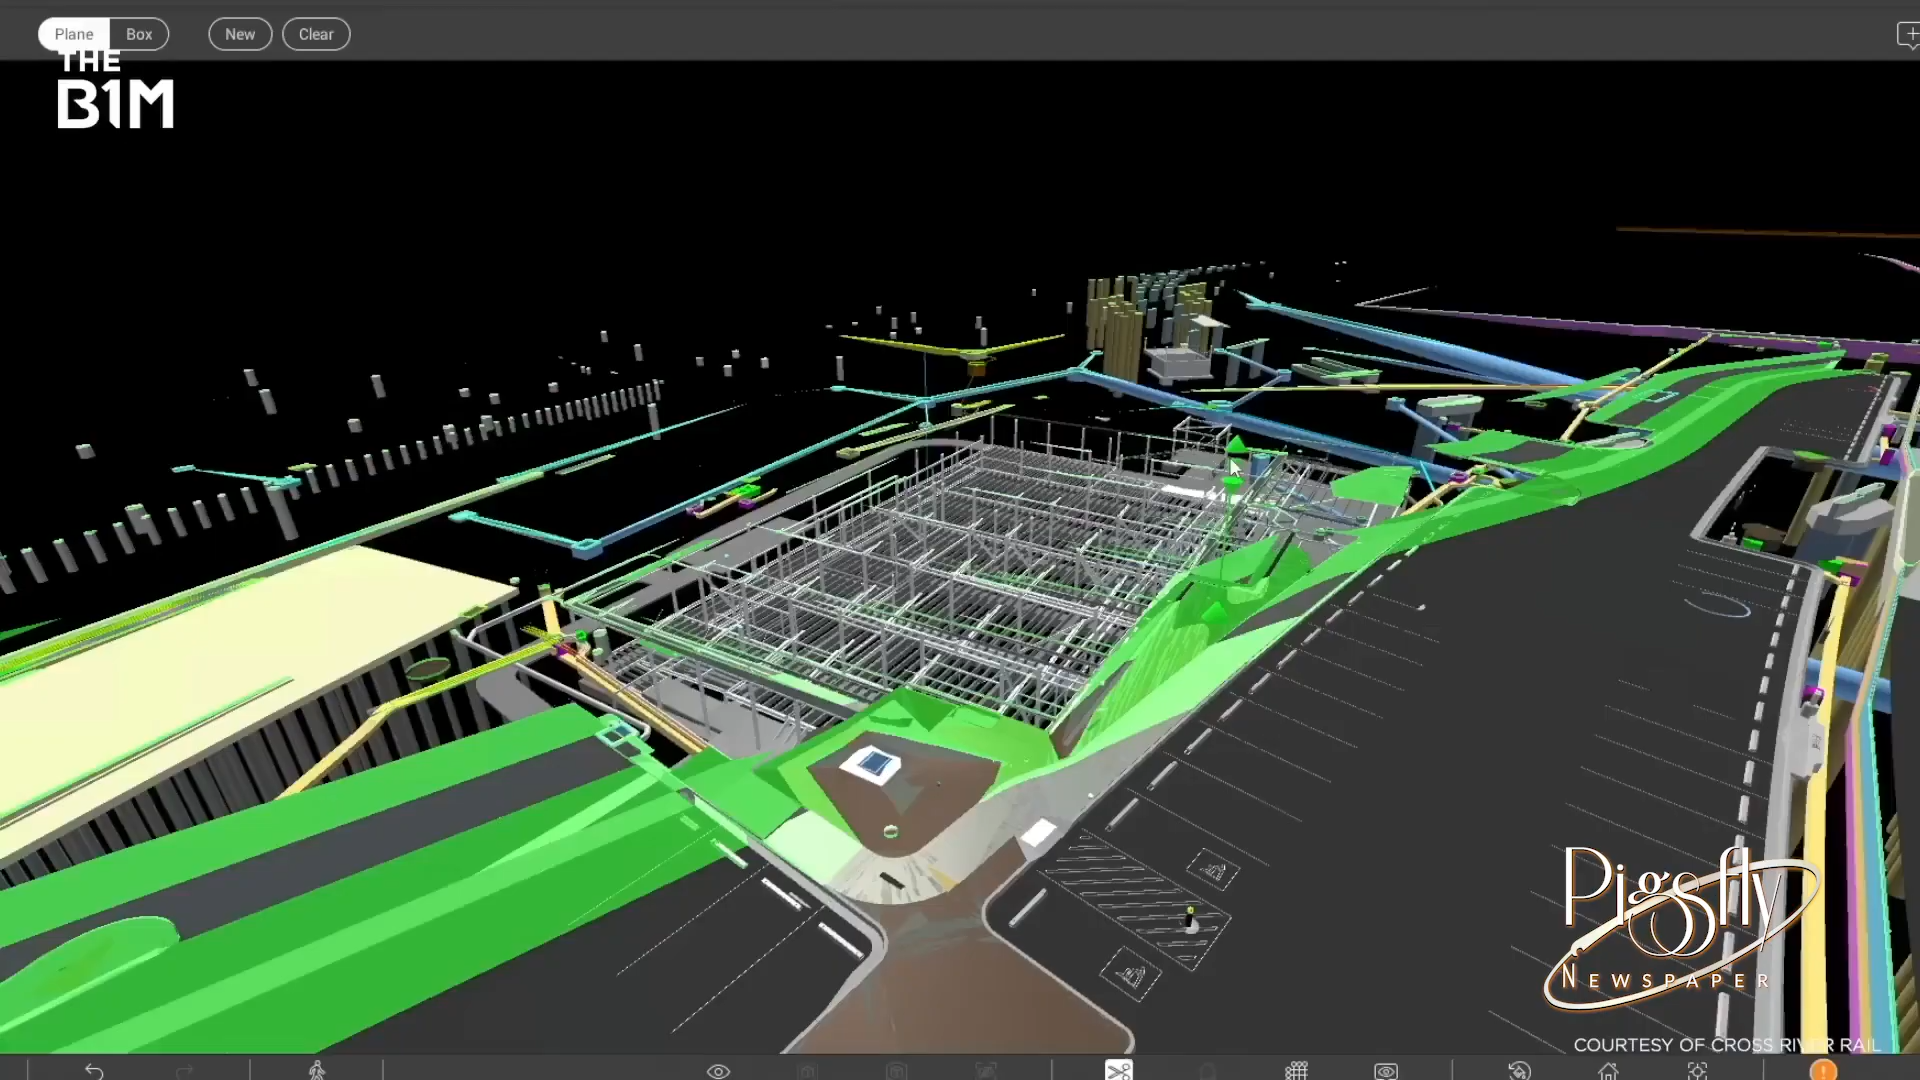 Plane Box New Clear
THE
B1M
Pigsfly
NEWSPAPER
COURTESY OF CROSS RIVER RAIL